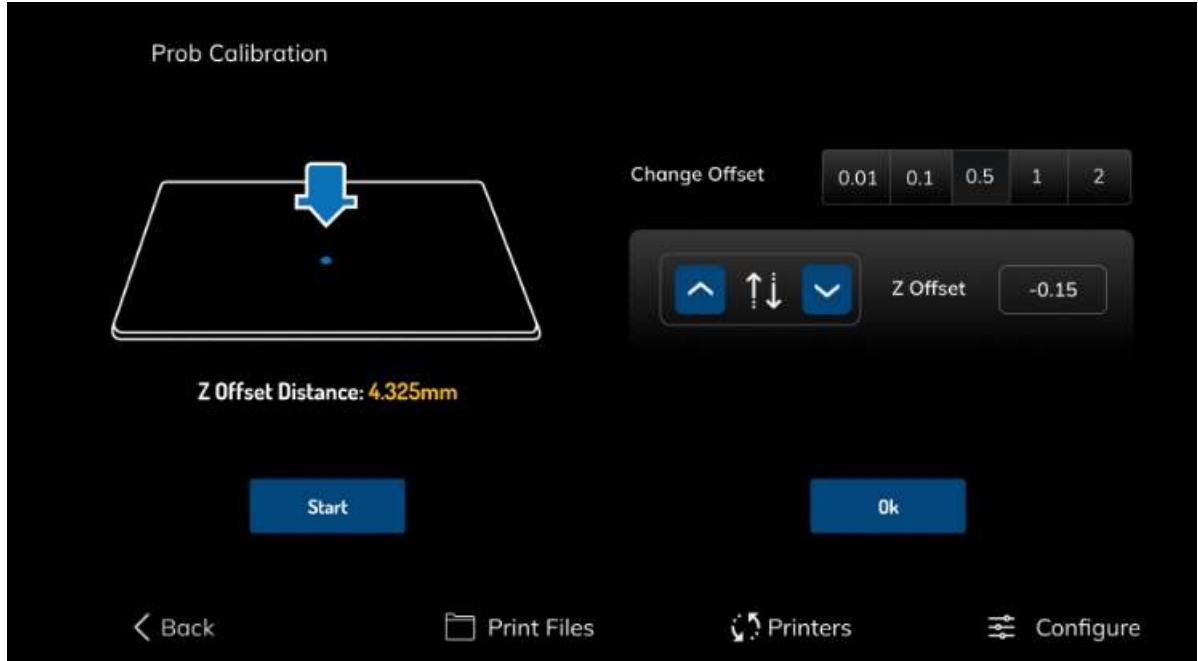 Prob Calibration
Change Offset
0.01 0.1 0.5 1 2
Z Offset -0.15
Z Offset Distance: 4.325mm
Start
Ok
Back
Print Files
Printers
Configure